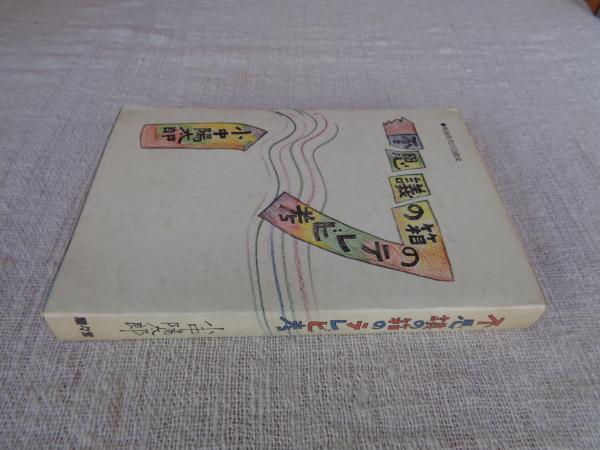 不思議の箱の
テレビ考
小中陽太郎
不思議の箱のテレビ考
小中陽太郎